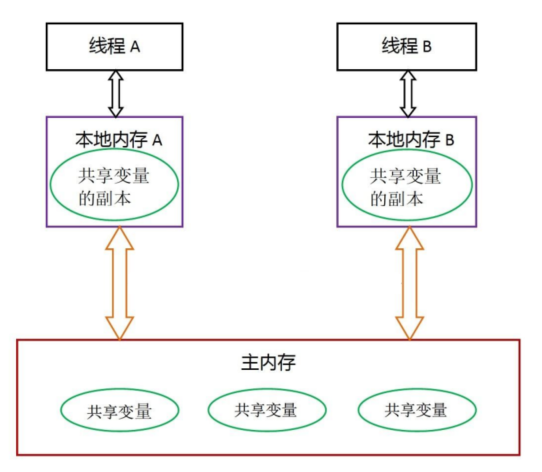 线程 A
线程 B
本地内存 A
共享变量
的副本
本地内存 B
共享变量
的副本
主内存
共享变量
共享变量
共享变量